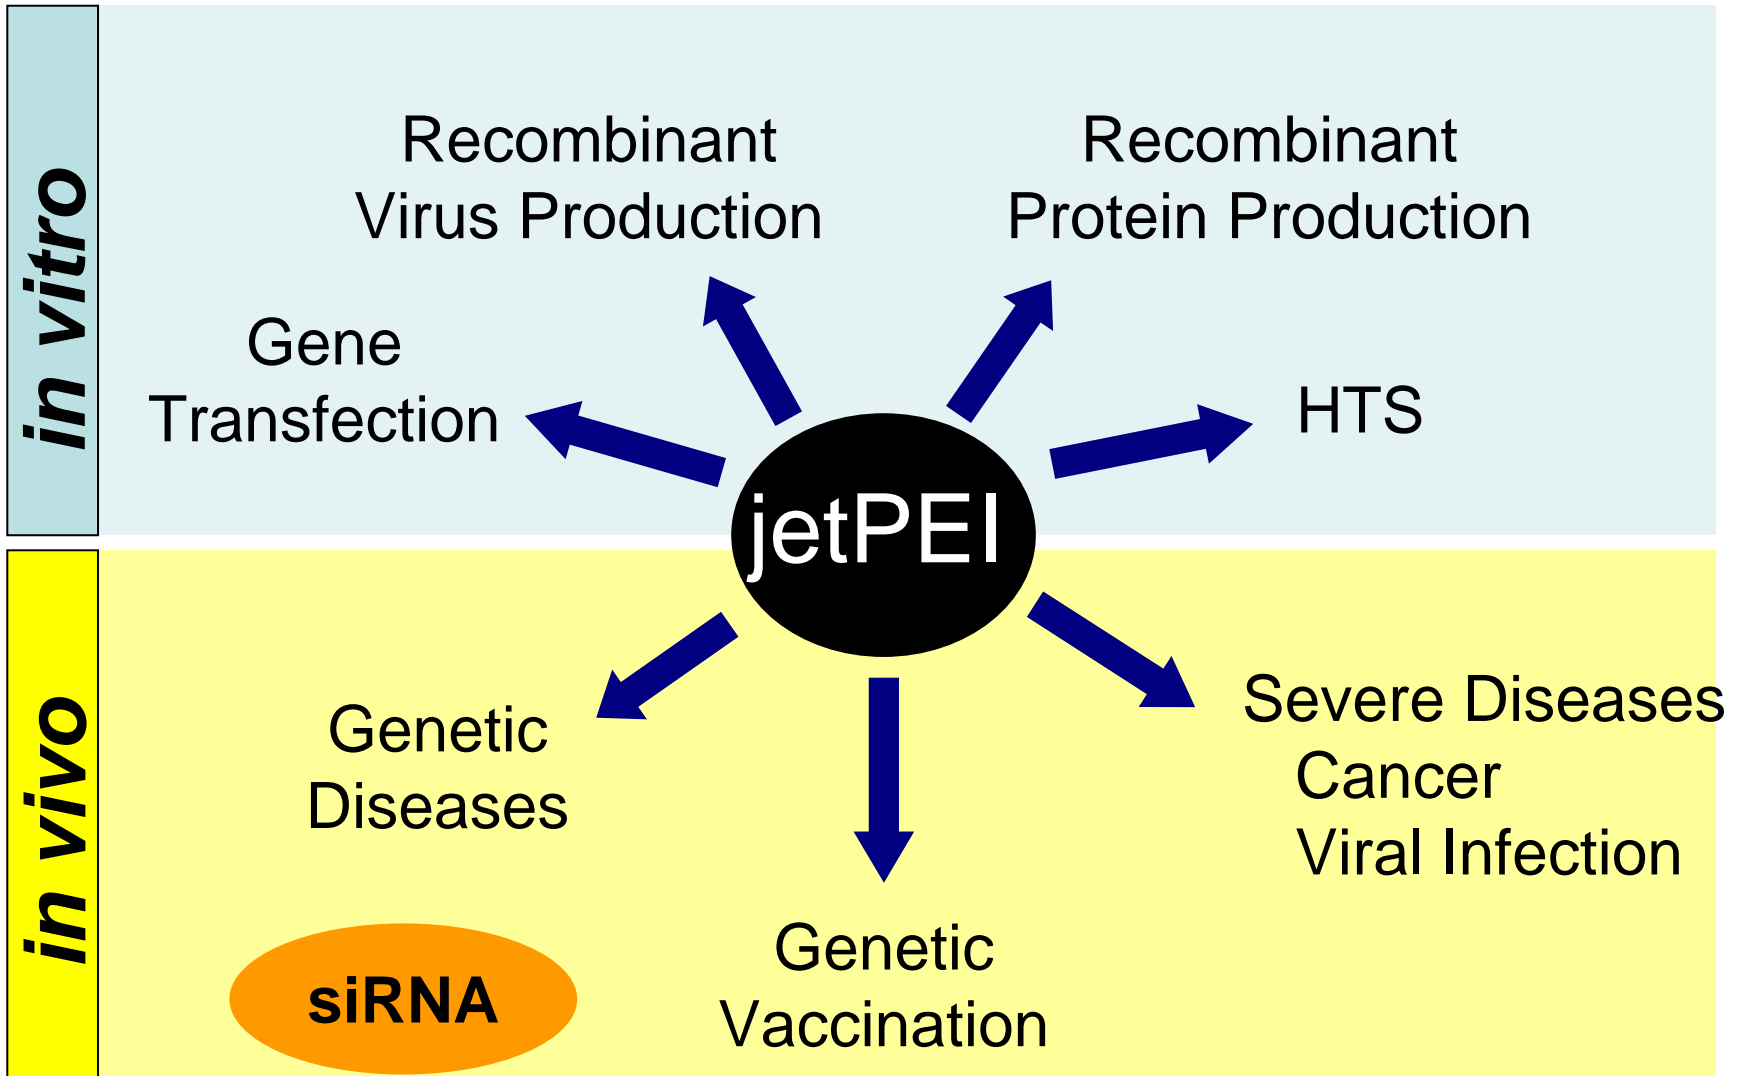 in vitro
Recombinant
Virus Production
Recombinant
Protein Production
Gene
Transfection
HTS
jetPEI
in vivo
Genetic
Diseases
Severe Diseases
Cancer
Viral Infection
siRNA
Genetic
Vaccination